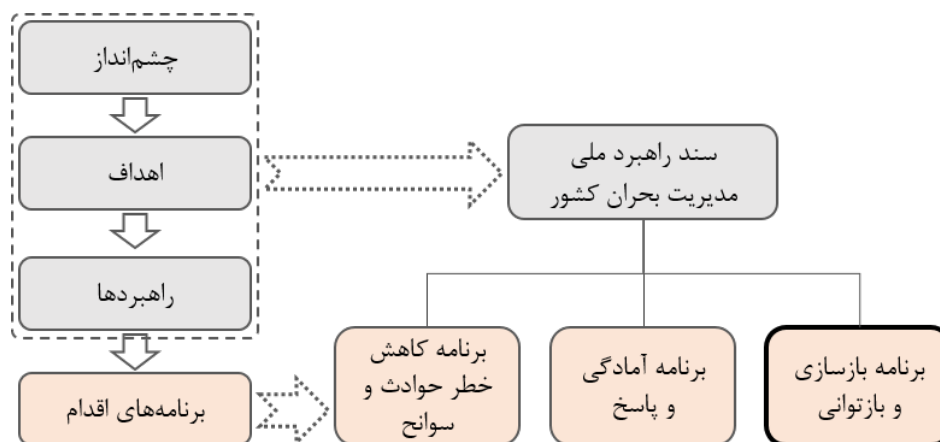 چشم‌انداز
اهداف
راهبردها
برنامه‌های اقدام
سند راهبرد ملی
مدیریت بحران کشور
برنامه بازسازی
و بازتوانی
برنامه آمادگی
و پاسخ
برنامه کاهش
خطر حوادث و
سوانح